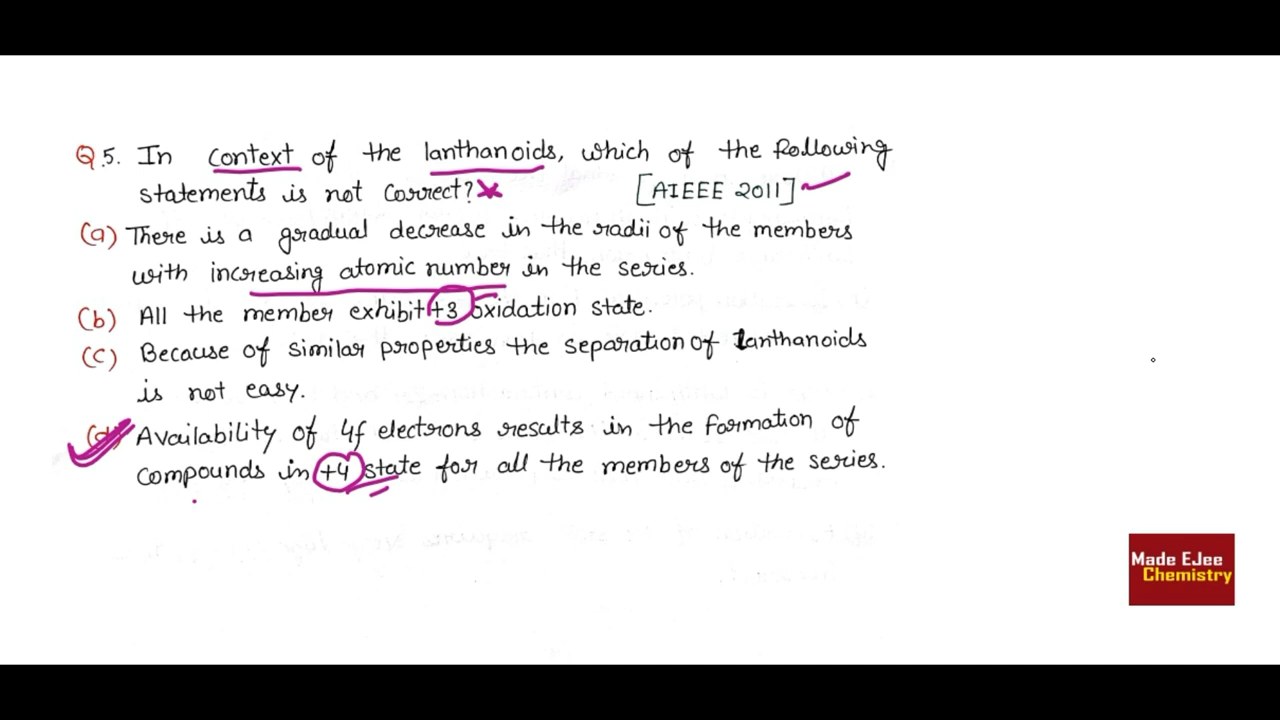 Q.5. In context of the lanthanoids, which of the following
statements is not correct?
[AIEEE 2011]
(a) There is a gradual decrease in the radii of the members
with increasing atomic number in the series.
(b) All the member exhibit +3 oxidation state.
(c) Because of similar properties the separation of Lanthanoids
is not easy.
(d) Availability of 4f electrons results in the formation of
compounds in +4 state for all the members of the series.
Made EJee
Chemistry